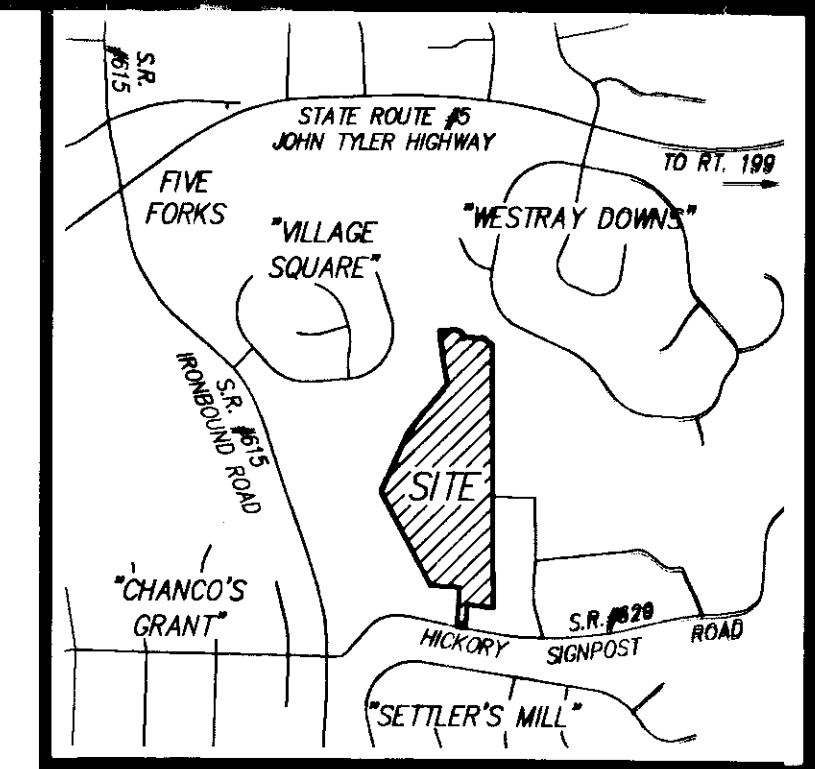 S.R.
#615
STATE ROUTE #5
JOHN TYLER HIGHWAY
TO RT. 199
FIVE
FORKS
"VILLAGE
SQUARE"
"WESTRAY DOWNS"
S.R. #615
IRONBOUND ROAD
SITE
"CHANCO'S
GRANT"
S.R. #629
HICKORY SIGNPOST ROAD
"SETTLER'S MILL"